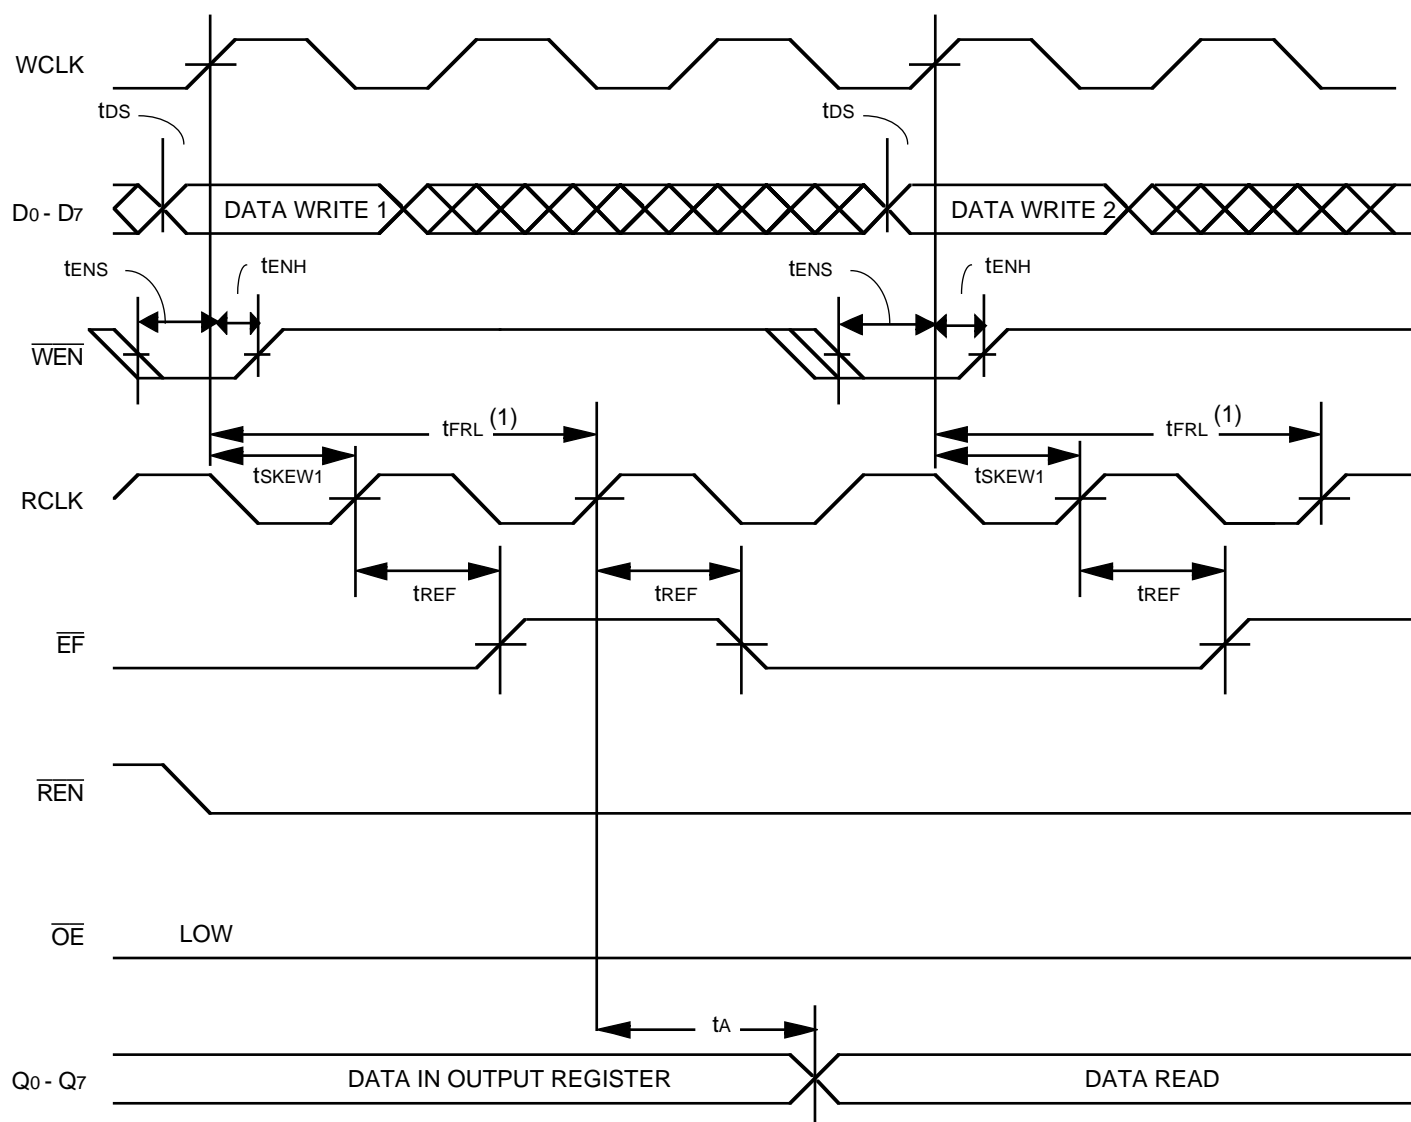 WCLK
tDS
tDS
D0 - D7
DATA WRITE 1
DATA WRITE 2
tENS
tENH
tENS
tENH
WEN
tFRL (1)
tFRL (1)
tSKEW1
tSKEW1
RCLK
tREF
tREF
tREF
EF
REN
OE
LOW
tA
Q0 - Q7
DATA IN OUTPUT REGISTER
DATA READ